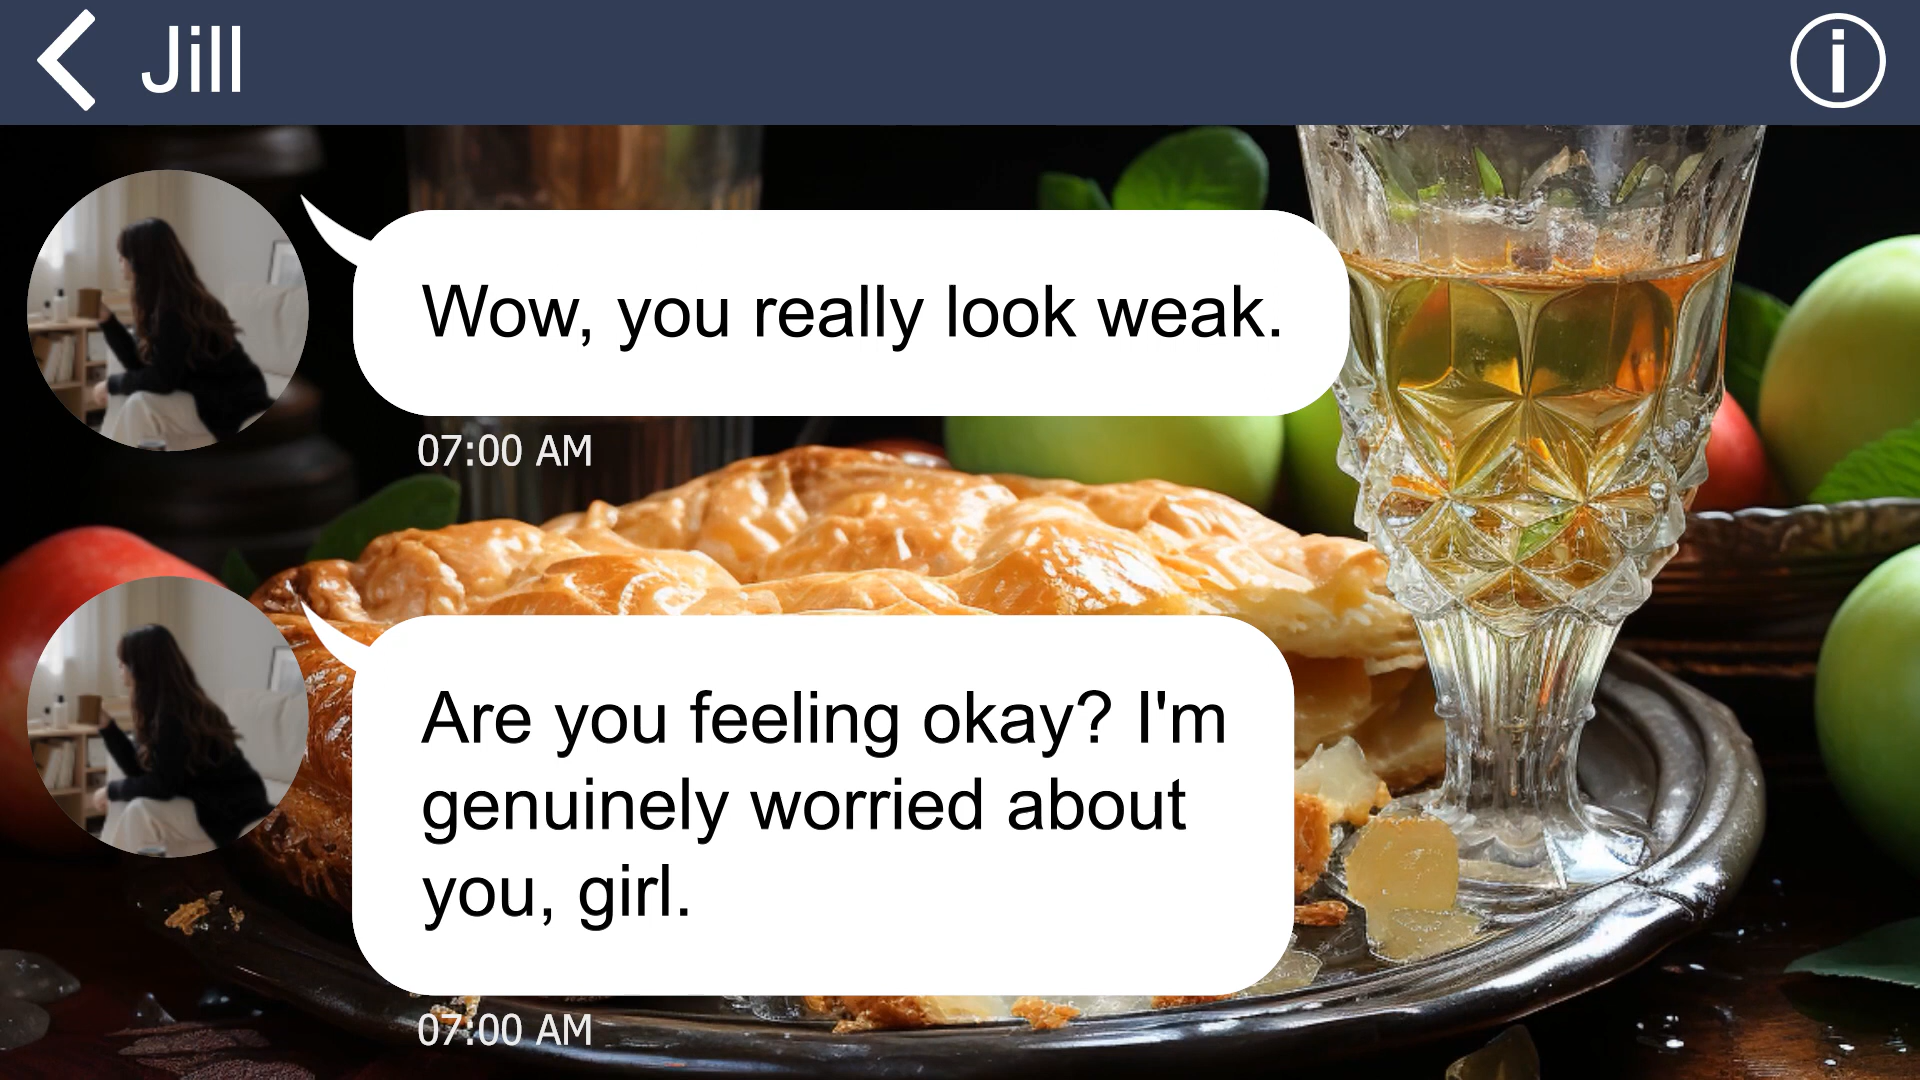 Jill
Wow, you really look weak.
07:00 AM
Are you feeling okay? I'm
genuinely worried about
you, girl.
07:00 AM